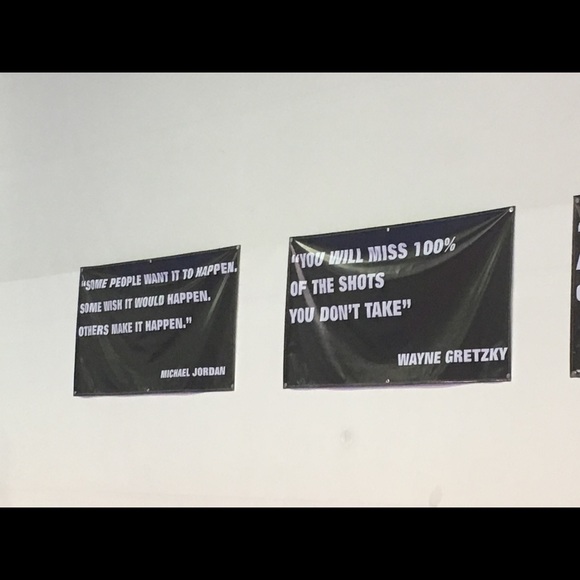 “SOME PEOPLE WANT IT TO HAPPEN.
SOME WISH IT WOULD HAPPEN.
OTHERS MAKE IT HAPPEN.”
MICHAEL JORDAN
“YOU WILL MISS 100%
OF THE SHOTS
YOU DON’T TAKE”
WAYNE GRETZKY